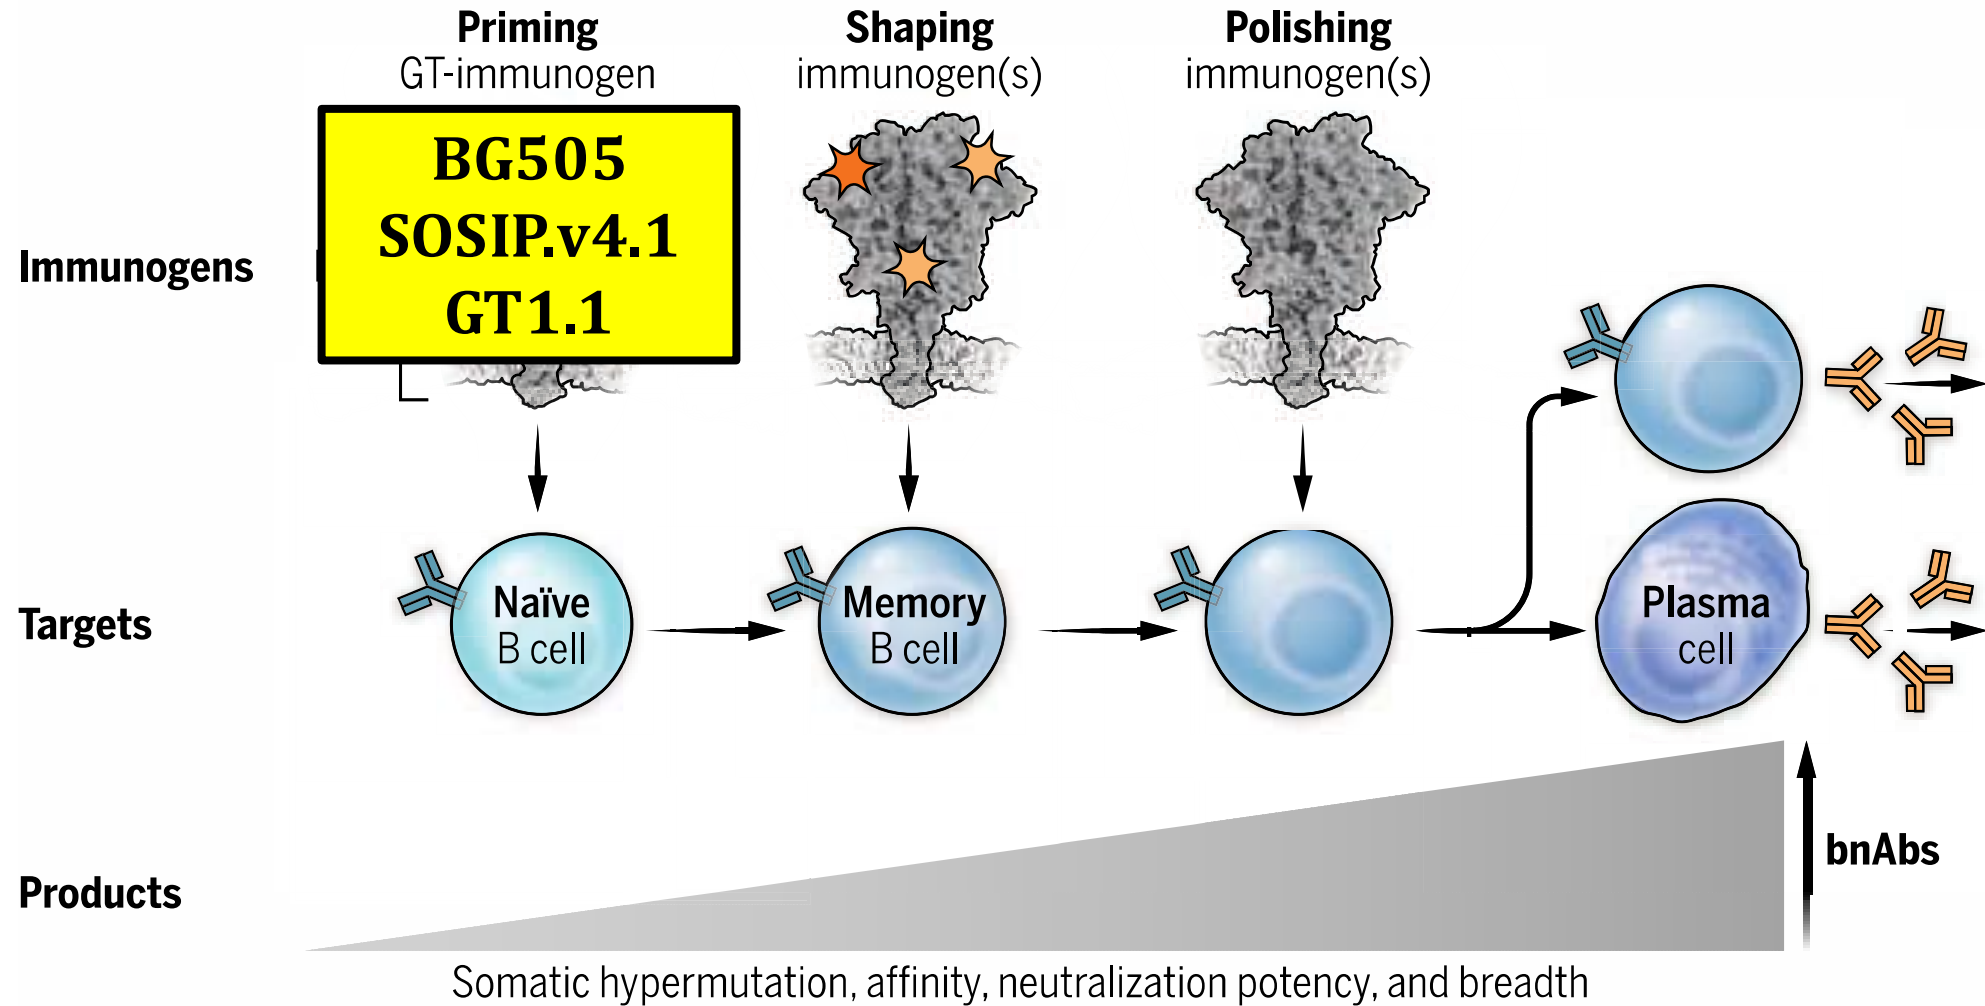 Priming
GT-immunogen
Shaping
immunogen(s)
Polishing
immunogen(s)
Immunogens
BG505
SOSIP.v4.1
GT1.1
Targets
Naïve
B cell
Memory
B cell
Plasma
cell
Products
bnAbs
Somatic hypermutation, affinity, neutralization potency, and breadth